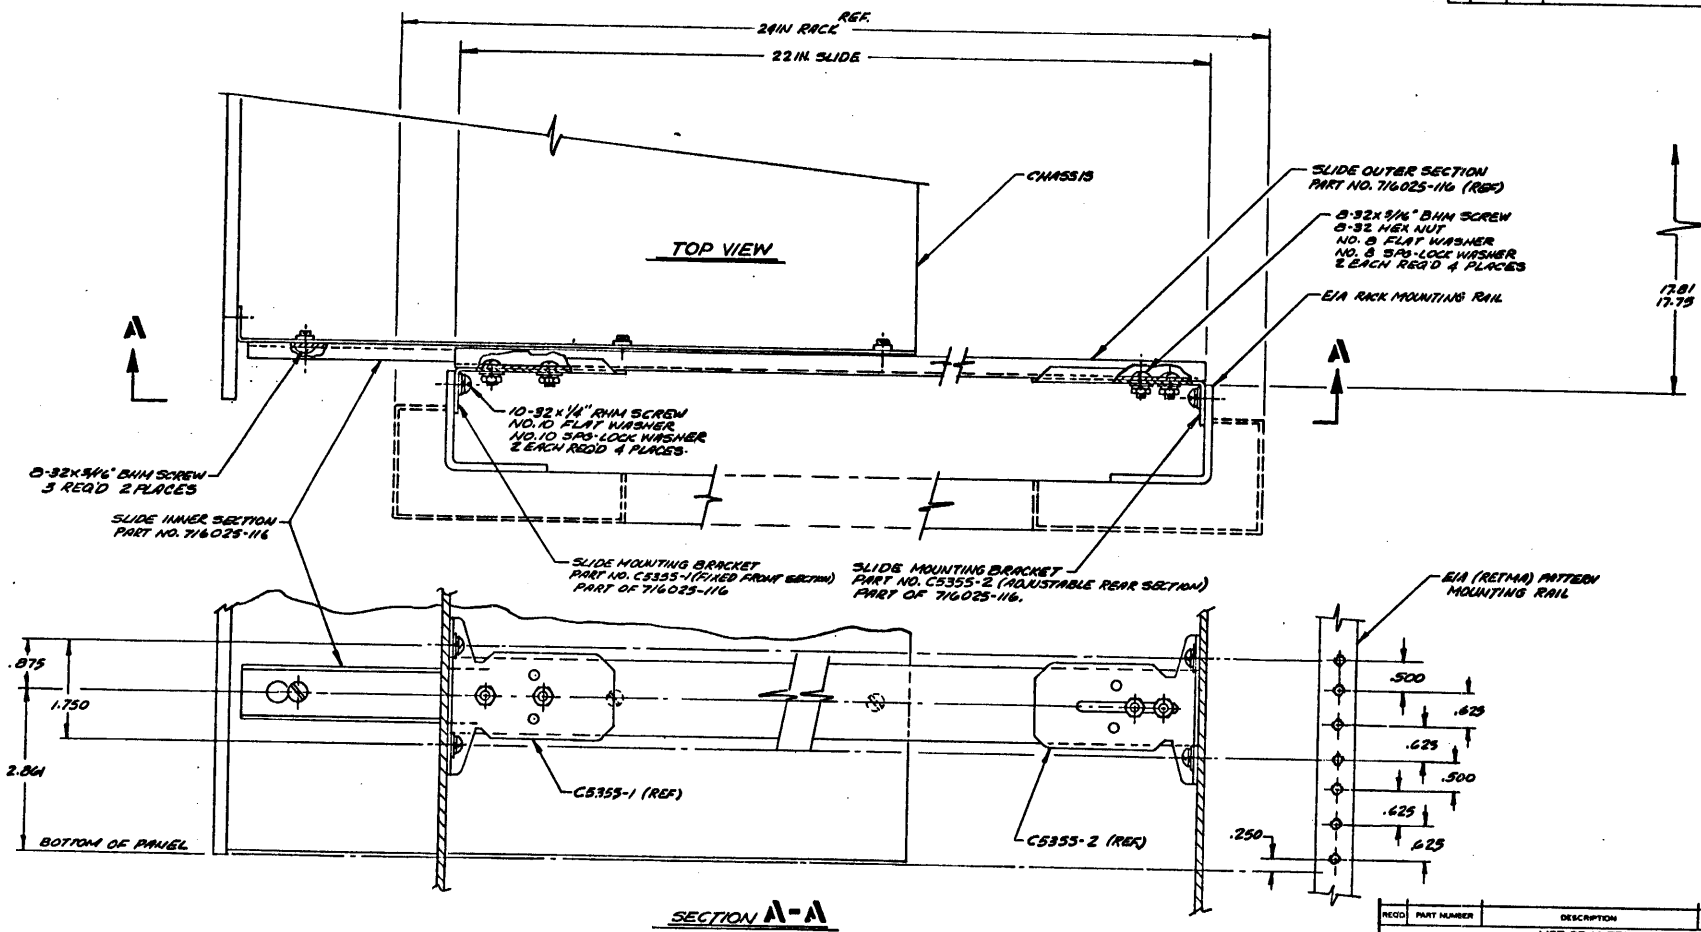 REF.
24IN RACK
22IN. SLIDE
CHASSIS
SLIDE OUTER SECTION
PART NO. 716025-116 (REF)
8-32X5/16" BHM SCREW
8-32 HEX NUT
NO. 8 FLAT WASHER
NO. 8 SPG-LOCK WASHER
2 EACH REQ'D 4 PLACES
TOP VIEW
EIA RACK MOUNTING RAIL
17.81
17.75
A
A
10-32 X 1/4" RHM SCREW
NO.10 FLAT WASHER
NO.10 SPG-LOCK WASHER
2 EACH REQ'D 4 PLACES.
8-32X5/16" BHM SCREW
3 REQ'D 2 PLACES
SLIDE INNER SECTION
PART NO. 716025-116
SLIDE MOUNTING BRACKET
PART NO. C5355-1 (FIXED FRONT SECTION)
PART OF 716025-116
SLIDE MOUNTING BRACKET
PART NO. C5355-2 (ADJUSTABLE REAR SECTION)
PART OF 716025-116.
EIA (RETMA) PATTERN
MOUNTING RAIL
.875
1.750
2.861
.500
.625
.625
.500
.625
.625
.250
C5355-1 (REF)
C5355-2 (REF)
BOTTOM OF PANEL
SECTION A-A
REQD PART NUMBER DESCRIPTION